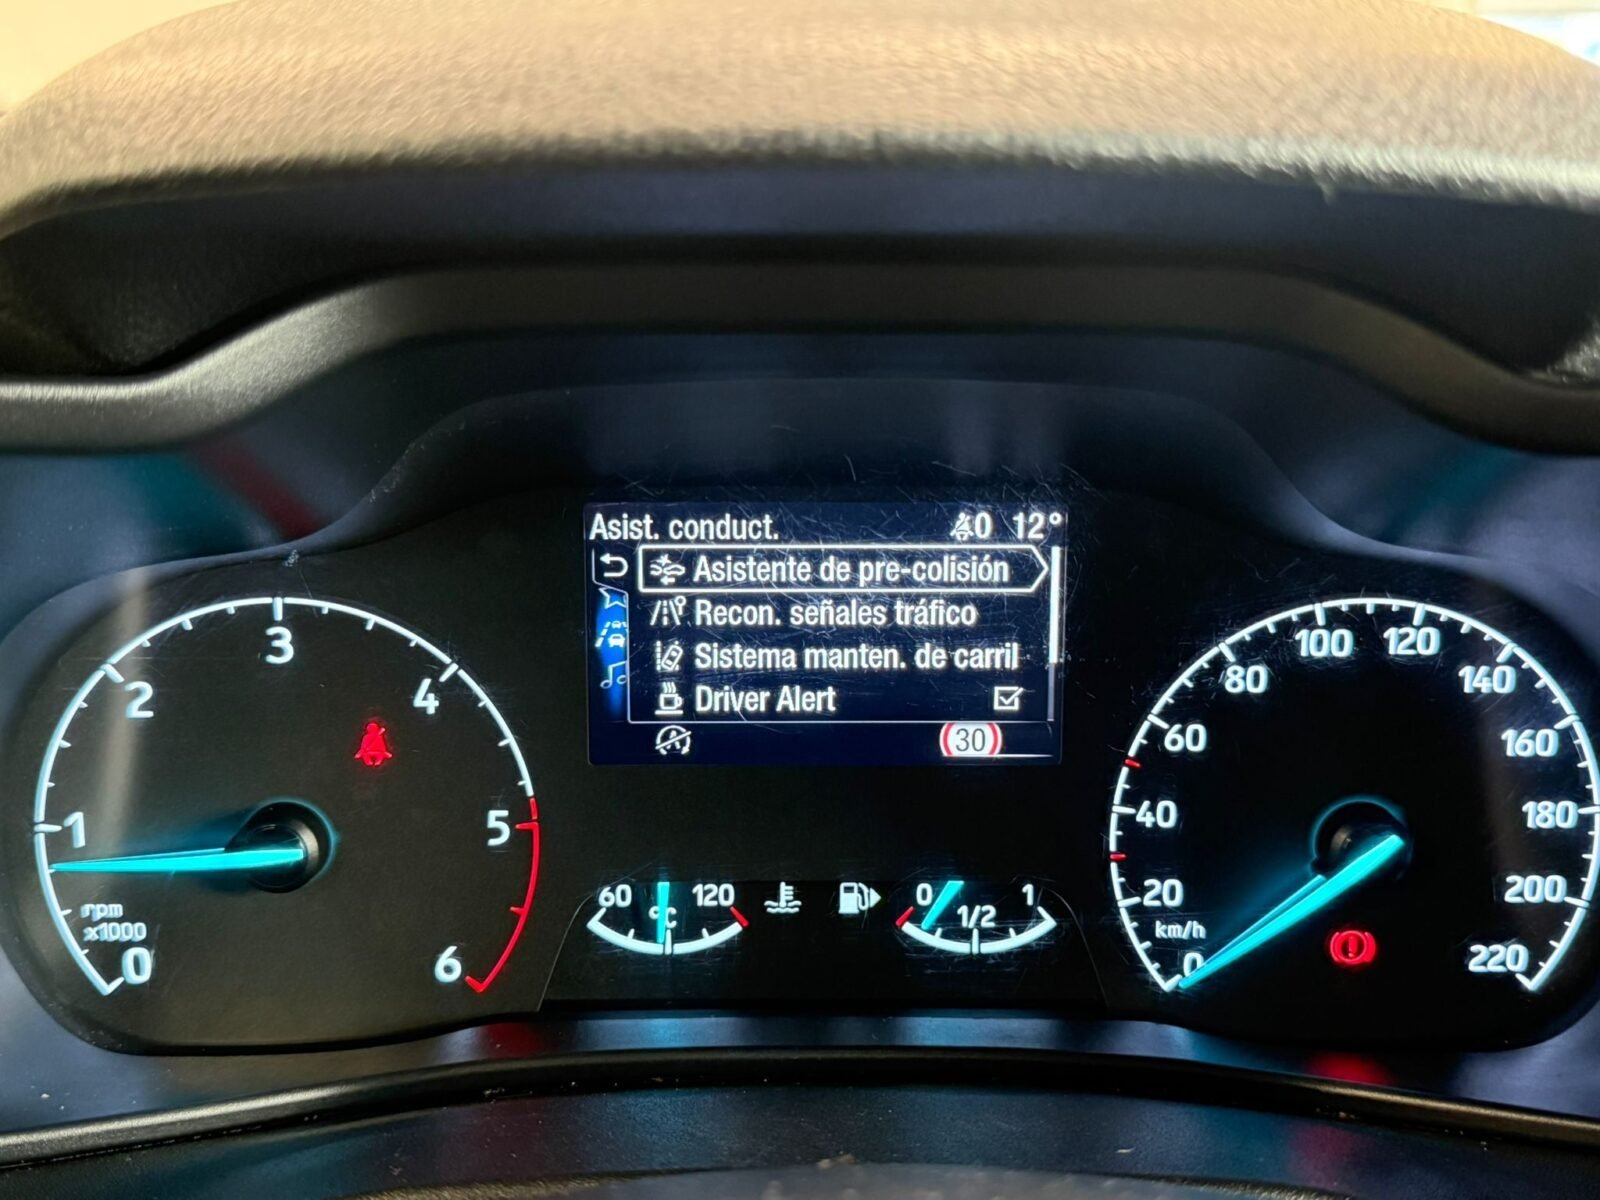 Asist. conduct. 0 12°
Asistente de pre-colisión
Recon. señales tráfico
Sistema manten. de carril
Driver Alert
30
0
1
2
3
4
5
6
rpm
x1000
60 120
°C
0 1/2 1
0
20
40
60
80
100
120
140
160
180
200
220
km/h